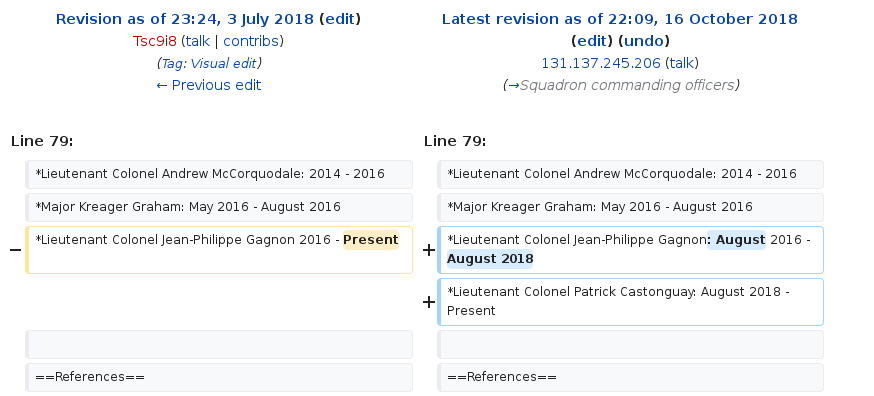 Revision as of 23:24, 3 July 2018 (edit)
Tsc9i8 (talk | contribs)
(Tag: Visual edit)
← Previous edit
Latest revision as of 22:09, 16 October 2018
(edit) (undo)
131.137.245.206 (talk)
(→Squadron commanding officers)
Line 79:
Line 79:
*Lieutenant Colonel Andrew McCorquodale: 2014 - 2016
*Lieutenant Colonel Andrew McCorquodale: 2014 - 2016
*Major Kreager Graham: May 2016 - August 2016
*Major Kreager Graham: May 2016 - August 2016
− *Lieutenant Colonel Jean-Philippe Gagnon 2016 - Present
+ *Lieutenant Colonel Jean-Philippe Gagnon: August 2016 -
August 2018
+ *Lieutenant Colonel Patrick Castonguay: August 2018 -
Present
==References==
==References==